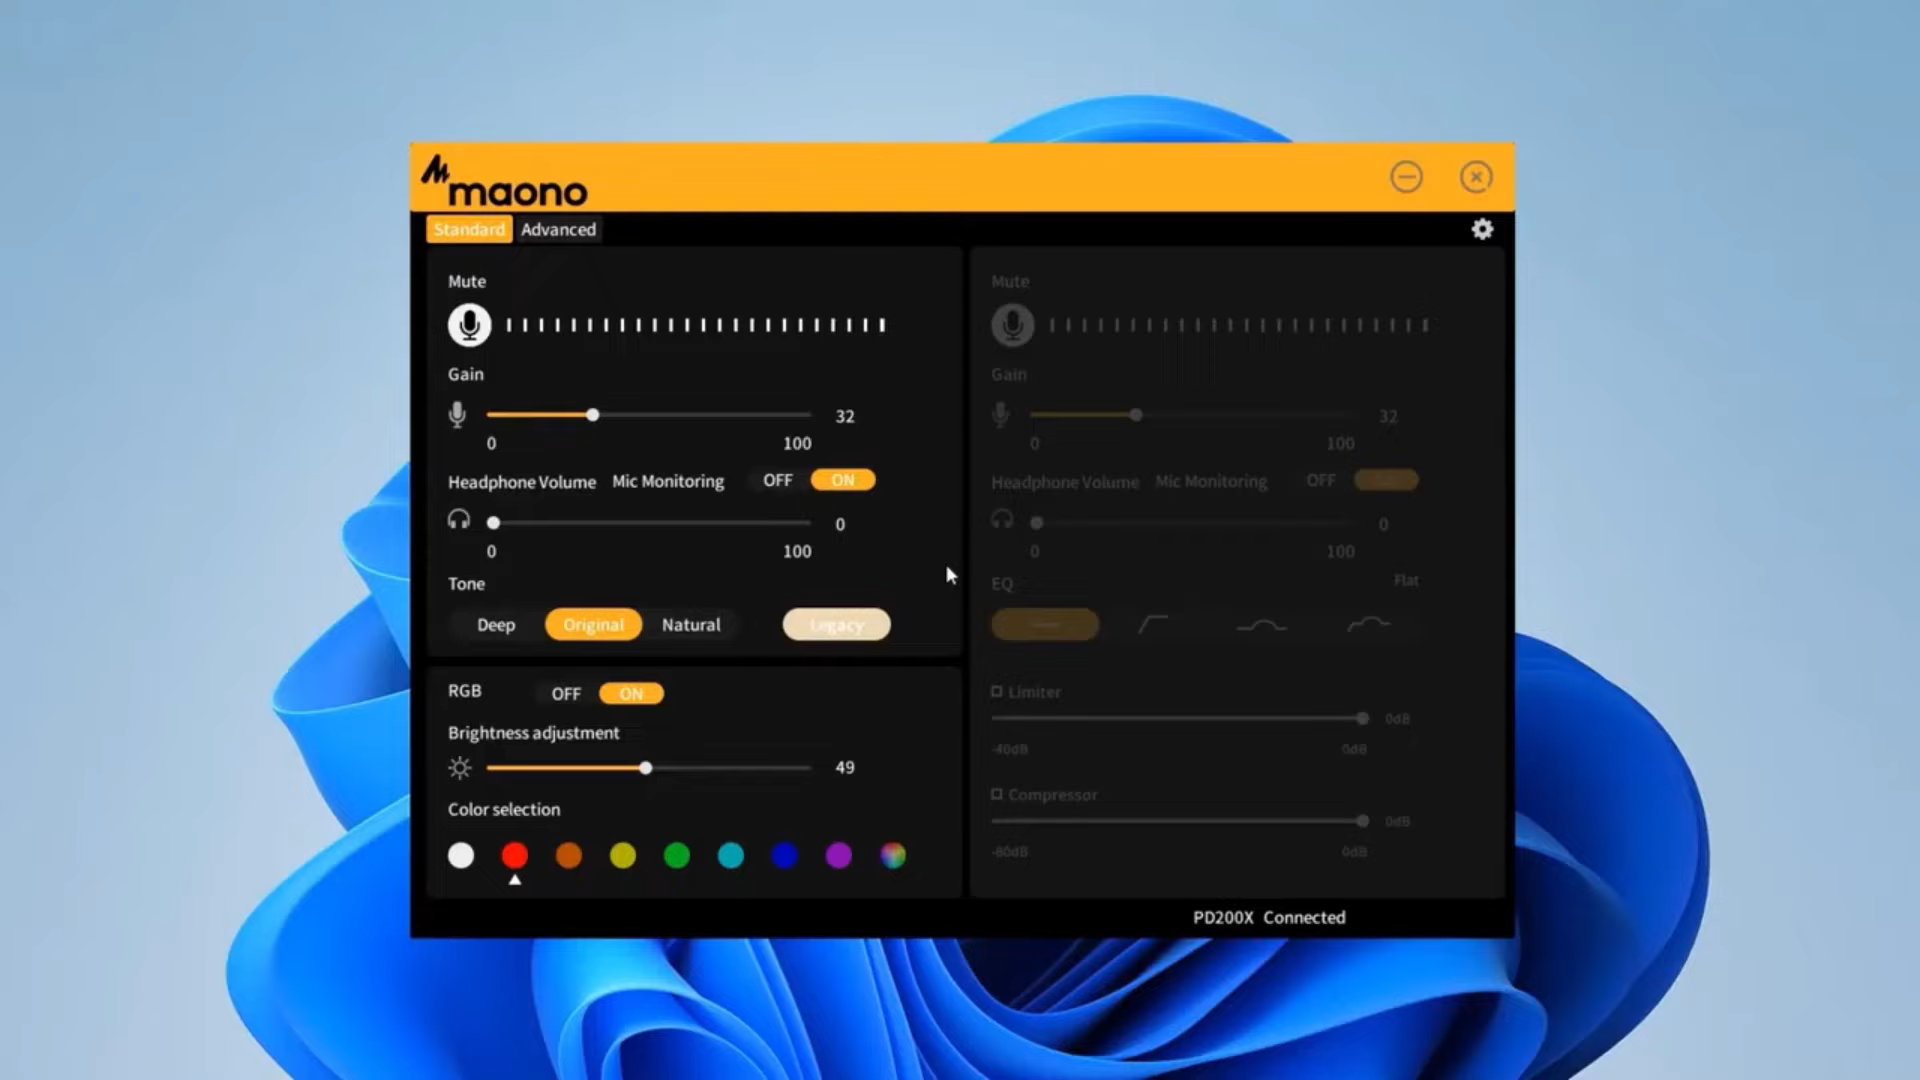 maono
Standard Advanced
Mute
Gain
32
0 100
Headphone Volume Mic Monitoring OFF ON
0
0 100
Tone
Deep Original Natural Legacy
RGB OFF ON
Brightness adjustment
49
Color selection
Mute
Gain
32
0 100
Headphone Volume Mic Monitoring OFF
0
0 100
EQ Flat
Limiter
0dB
-40dB 0dB
Compressor
0dB
-80dB 0dB
PD200X Connected